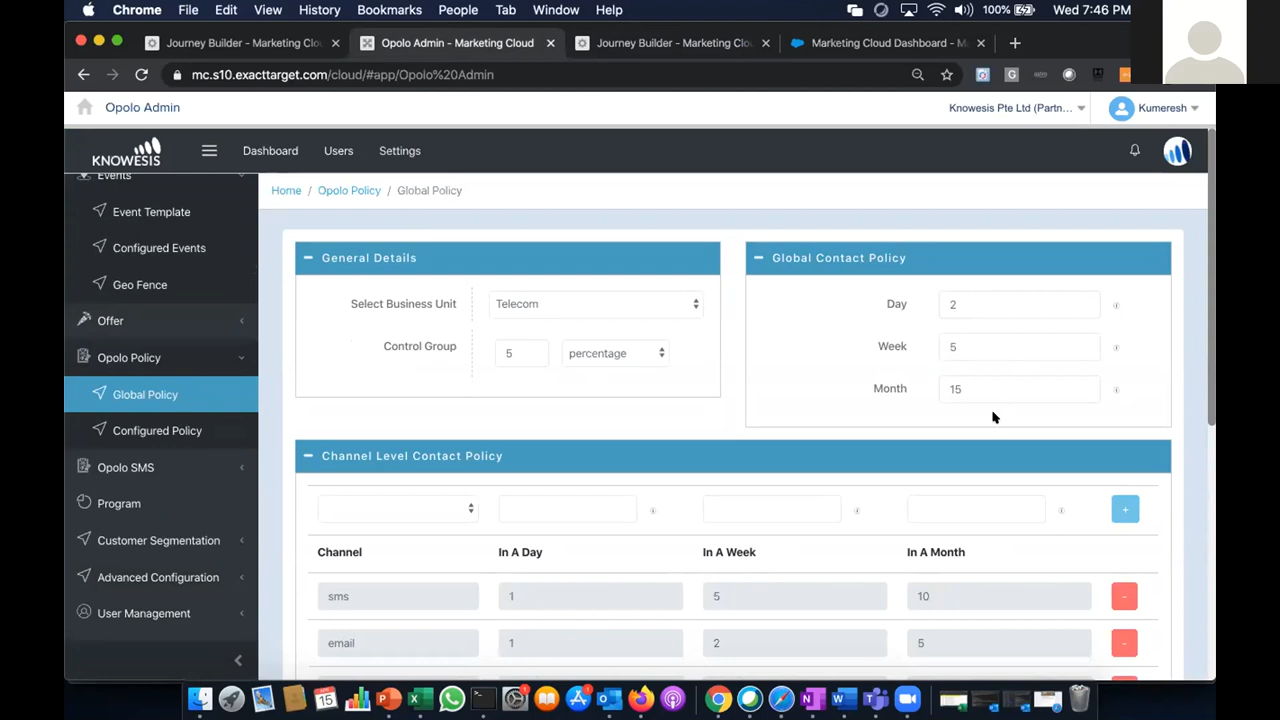 Chrome File Edit View History Bookmarks People Tab Window Help 100% Wed 7:46 PM
Journey Builder - Marketing Clo Opolo Admin - Marketing Cloud Journey Builder - Marketing Clo Marketing Cloud Dashboard - M
mc.s10.exacttarget.com/cloud/#app/Opolo%20Admin
Opolo Admin Knowesis Pte Ltd (Partn... Kumeresh
KNOWESIS Dashboard Users Settings
Events
Home / Opolo Policy / Global Policy
Event Template
Configured Events
Geo Fence
Offer
Opolo Policy
Global Policy
Configured Policy
Opolo SMS
Program
Customer Segmentation
Advanced Configuration
User Management
General Details
Select Business Unit Telecom
Control Group 5 percentage
Global Contact Policy
Day 2
Week 5
Month 15
Channel Level Contact Policy
+
Channel In A Day In A Week In A Month
sms 1 5 10 -
email 1 2 5 -